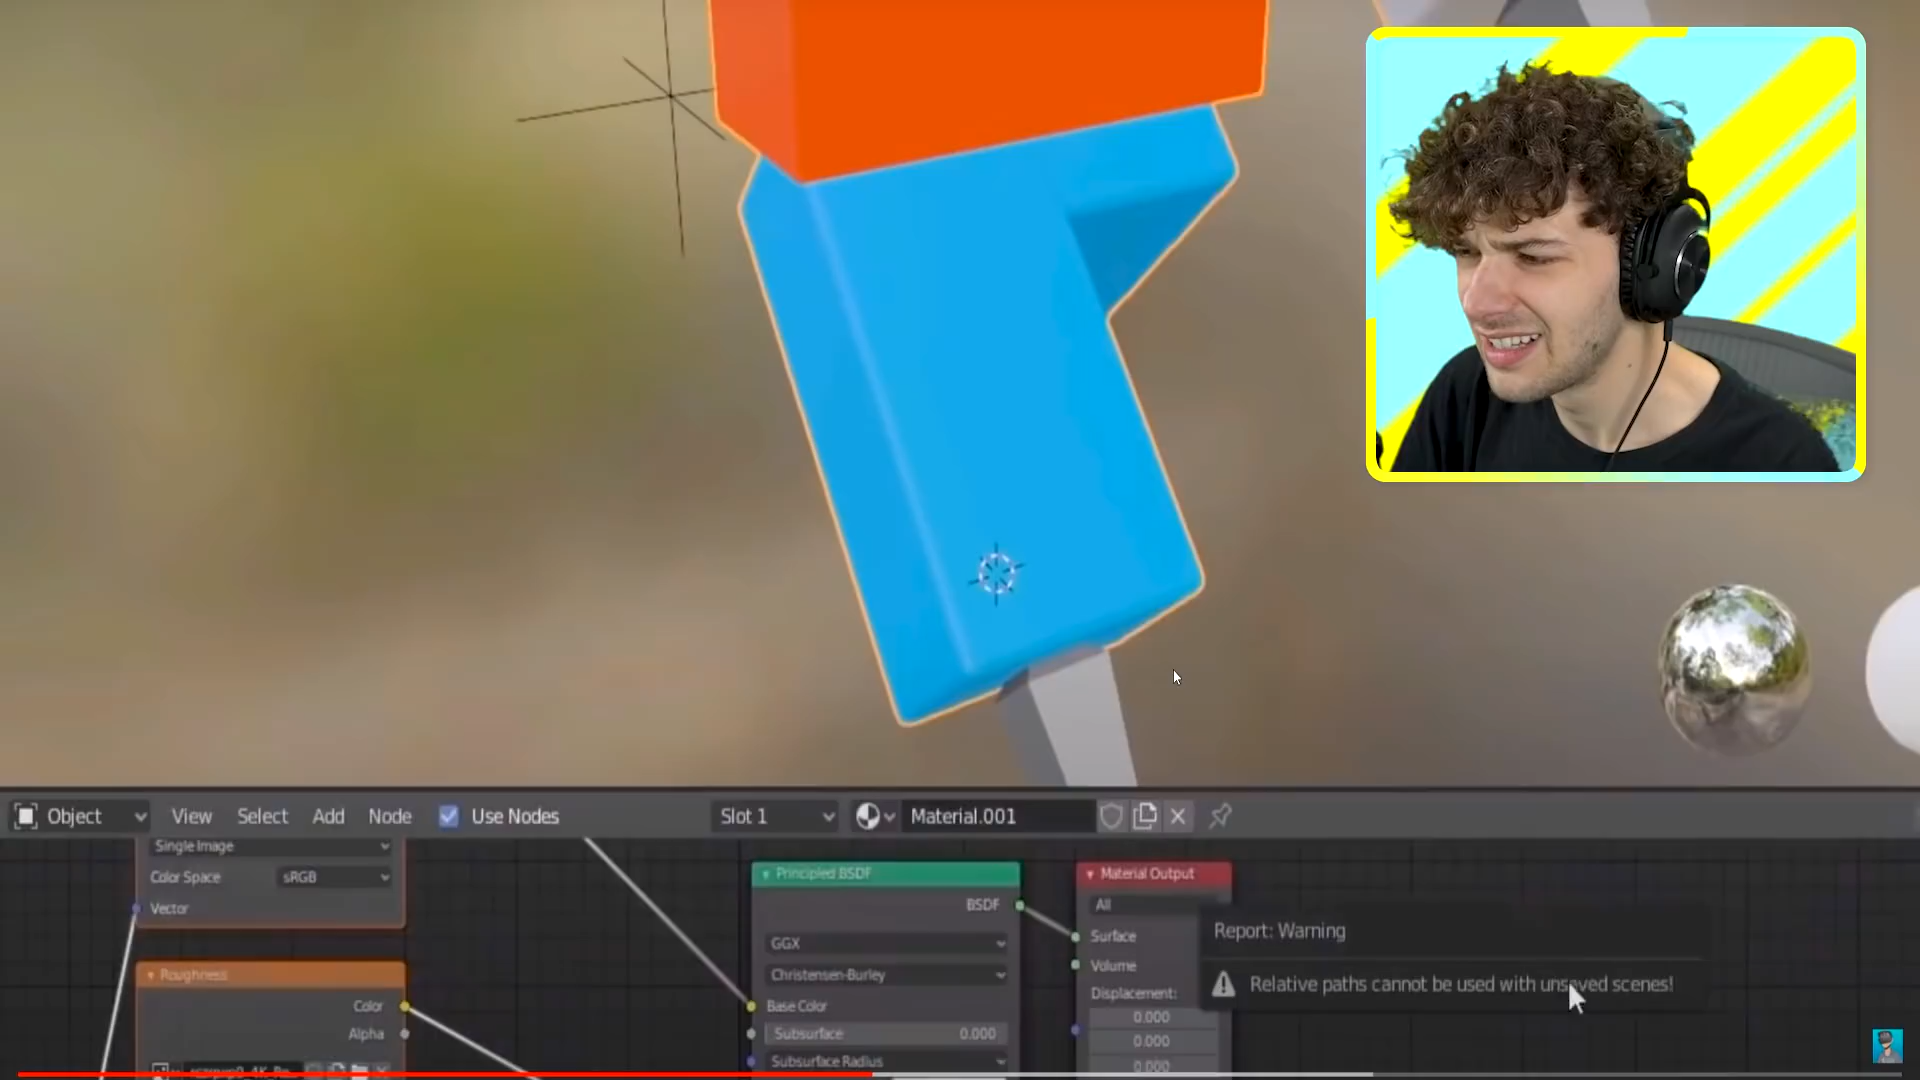 Object
View
Select
Add
Node
Use Nodes
Slot 1
Material.001
Single Image
Color Space
sRGB
Vector
Roughness
Color
Alpha
Principled BSDF
BSDF
GGX
Christensen-Burley
Base Color
Subsurface
0.000
Subsurface Radius
Material Output
All
Surface
Volume
Displacement:
0.000
0.000
0.000
Report: Warning
Relative paths cannot be used with unsaved scenes!